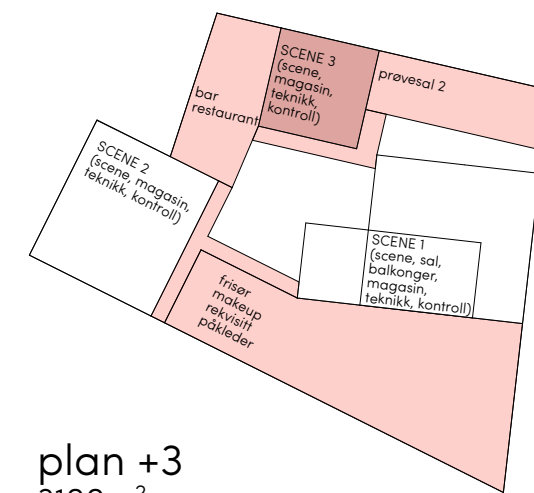 SCENE 3
(scene,
magasin,
teknikk,
kontroll)
prøvesal 2
bar
restaurant
SCENE 2
(scene, magasin,
teknikk, kontroll)
SCENE 1
(scene, sal,
balkonger,
magasin,
teknikk, kontroll)
frisør
makeup
rekvisitt
påkleder
plan +3